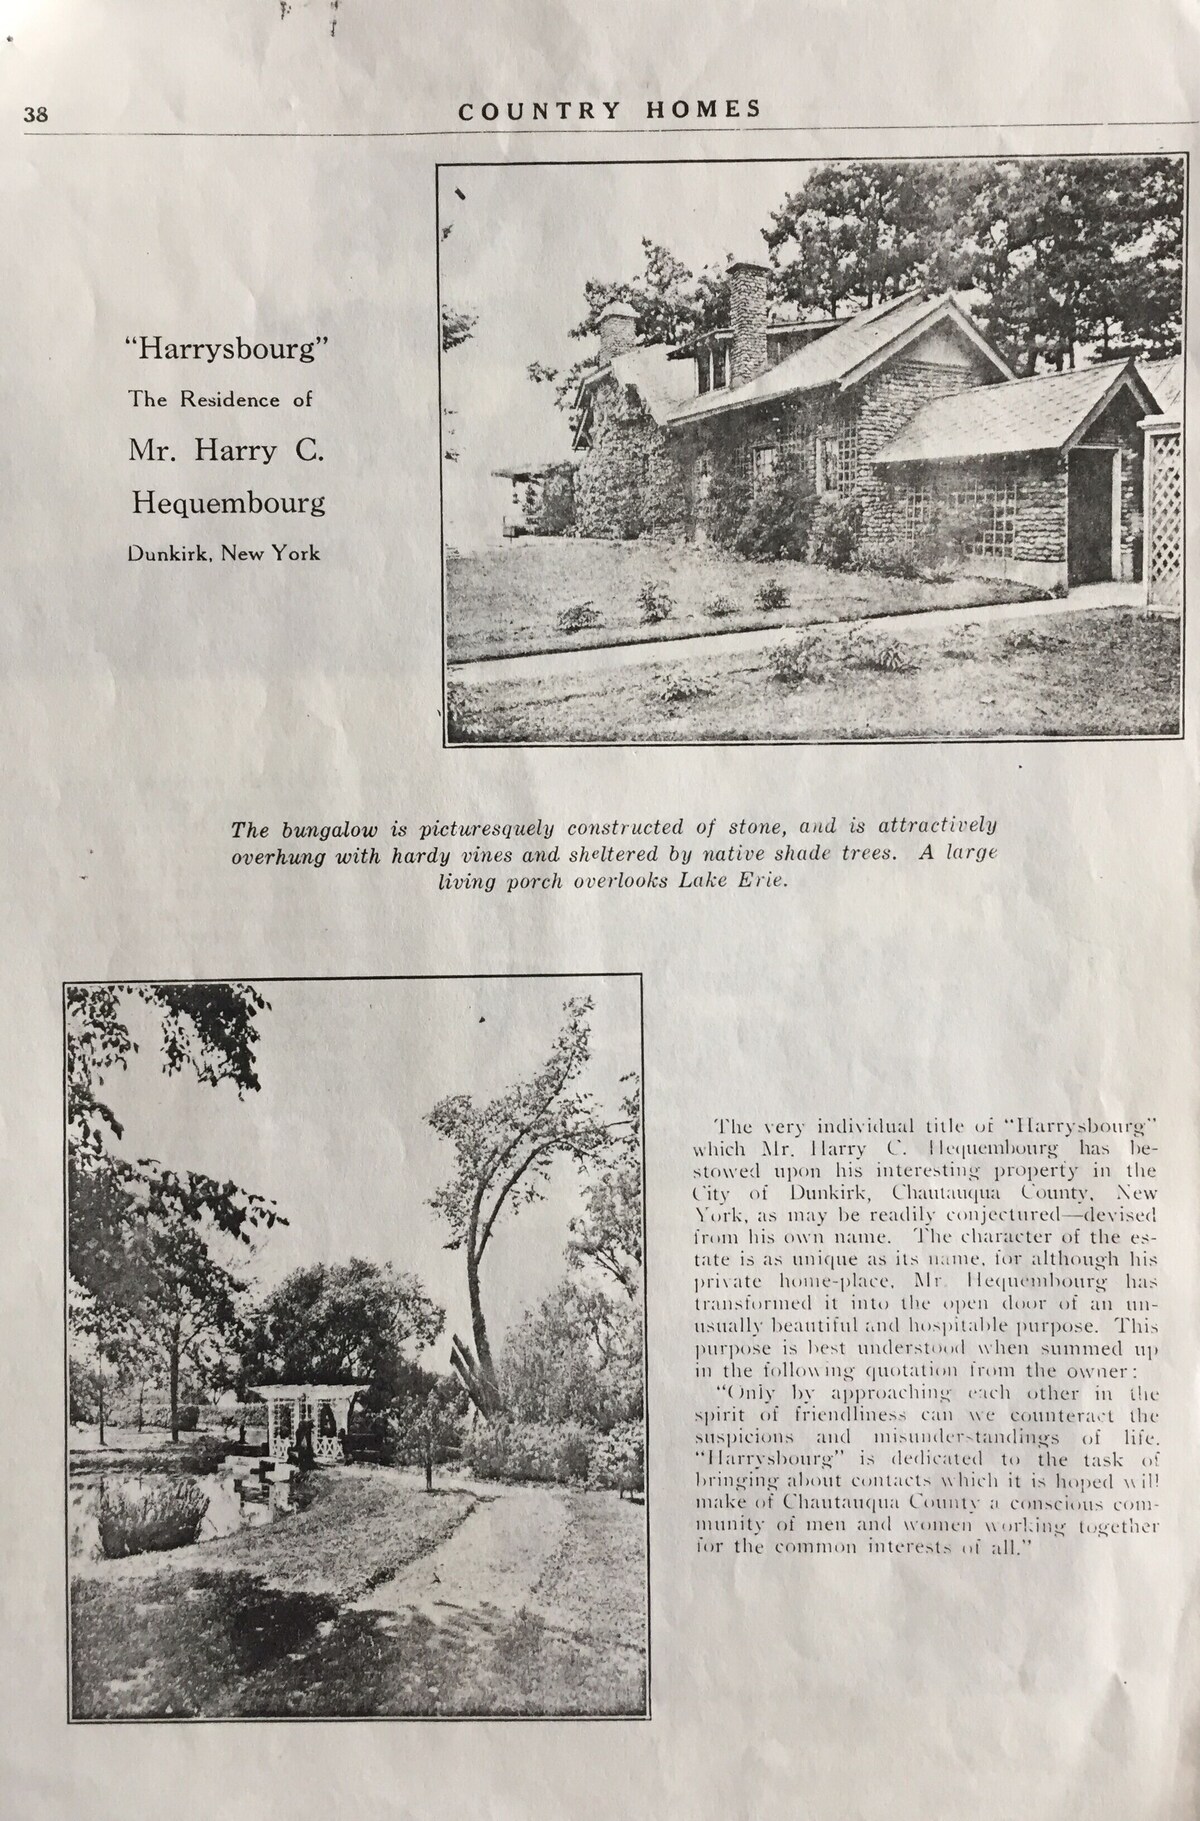 38
COUNTRY HOMES
“Harrysbourg”
The Residence of
Mr. Harry C.
Hequembourg
Dunkirk, New York
The bungalow is picturesquely constructed of stone, and is attractively
overhung with hardy vines and sheltered by native shade trees. A large
living porch overlooks Lake Erie.
The very individual title of “Harrysbourg”
which Mr. Harry C. Hequembourg has be-
stowed upon his interesting property in the
City of Dunkirk, Chautauqua County, New
York, as may be readily conjectured—devised
from his own name. The character of the es-
tate is as unique as its name, for although his
private home-place, Mr. Hequembourg has
transformed it into the open door of an un-
usually beautiful and hospitable purpose. This
purpose is best understood when summed up
in the following quotation from the owner:
“Only by approaching each other in the
spirit of friendliness can we counteract the
suspicions and misunderstandings of life.
“Harrysbourg” is dedicated to the task of
bringing about contacts which it is hoped will
make of Chautauqua County a conscious com-
munity of men and women working together
for the common interests of all.”